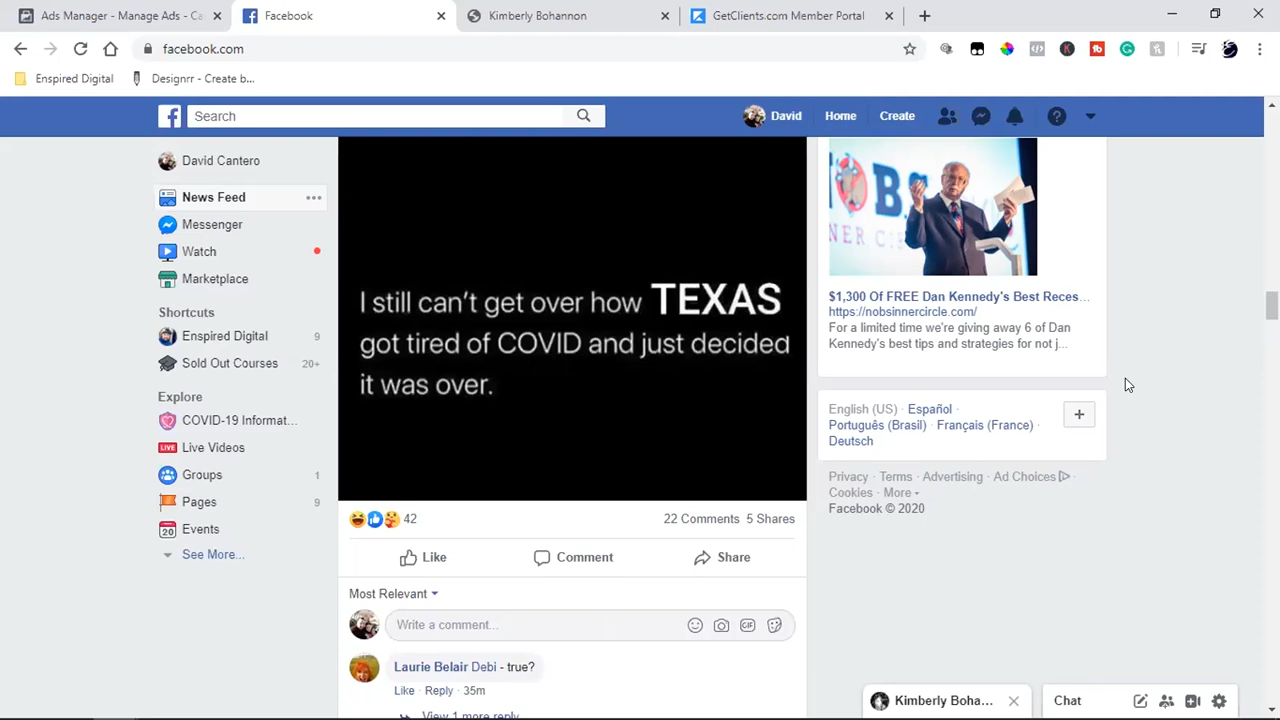 Ads Manager - Manage Ads - Ca
Facebook
Kimberly Bohannon
GetClients.com Member Portal
facebook.com
Enspired Digital
Designrr - Create b...
Search
David
Home
Create
David Cantero
News Feed
Messenger
Watch
Marketplace
Shortcuts
Enspired Digital 9
Sold Out Courses 20+
Explore
COVID-19 Informat...
LIVE Live Videos
Groups 1
Pages 9
20 Events
See More...
I still can't get over how TEXAS
got tired of COVID and just decided
it was over.
42
22 Comments 5 Shares
Like
Comment
Share
Most Relevant
Write a comment...
GIF
Laurie Belair Debi - true?
Like · Reply · 35m
View 1 more reply
$1,300 Of FREE Dan Kennedy's Best Reces...
https://nobsinnercircle.com/
For a limited time we're giving away 6 of Dan
Kennedy's best tips and strategies for not j...
English (US) · Español ·
Português (Brasil) · Français (France) ·
Deutsch
Privacy · Terms · Advertising · Ad Choices ·
Cookies · More
Facebook © 2020
Kimberly Boha...
Chat